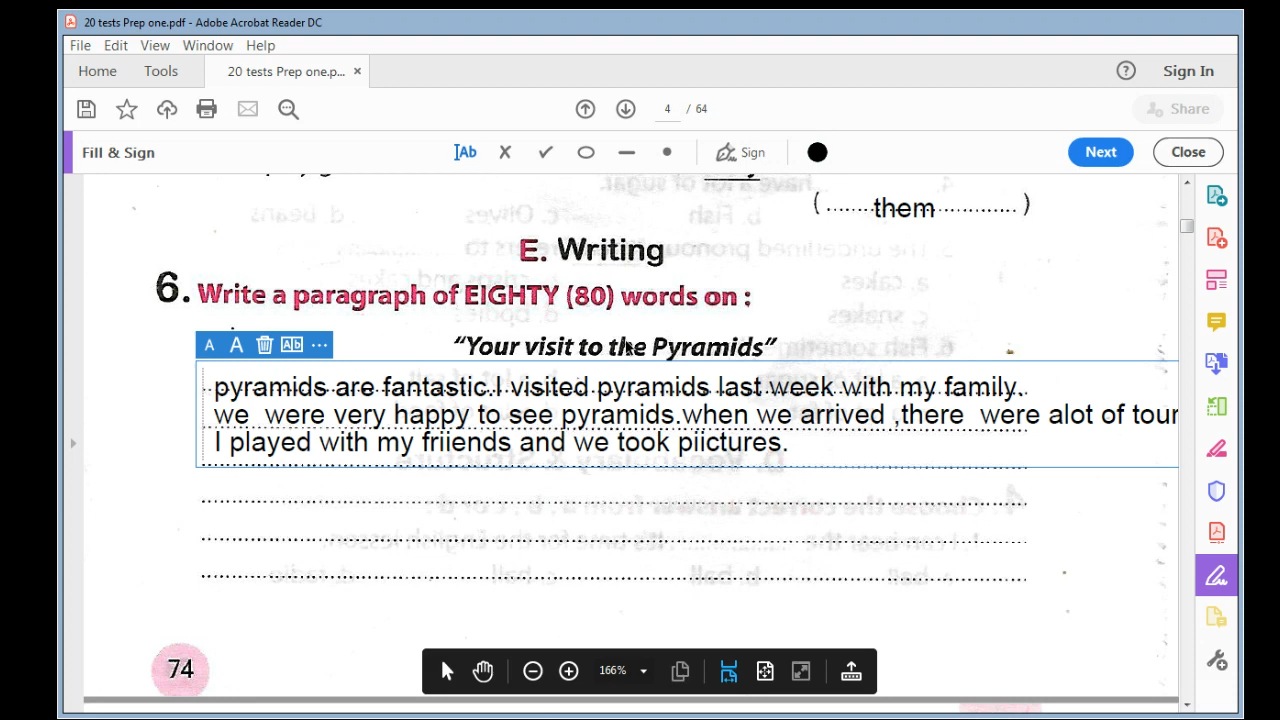 20 tests Prep one.pdf - Adobe Acrobat Reader DC
File Edit View Window Help
Home Tools 20 tests Prep one.p... × ? Sign In
4 / 64 Share
Fill & Sign Ab Sign Next Close
(......them...............)
E. Writing
6. Write a paragraph of EIGHTY (80) words on :
A A Ab ...
“Your visit to the Pyramids”
pyramids are fantastic.I visited pyramids last week with my family.
we were very happy to see pyramids.when we arrived ,there were alot of tour
I played with my friiends and we took piictures.
74
166%